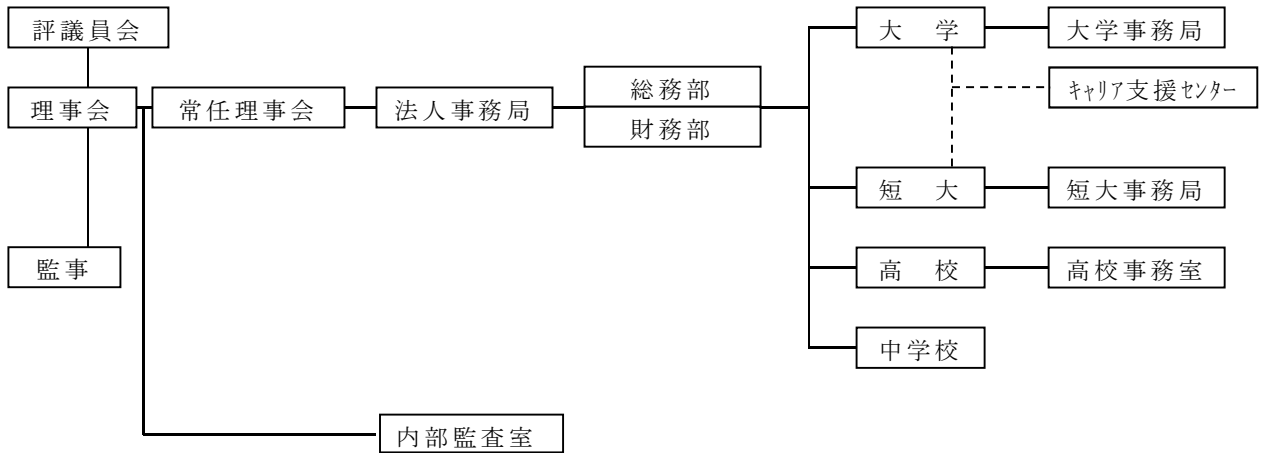 評議員会
大　学
大学事務局
キャリア支援センター
理事会
常任理事会
法人事務局
総務部
財務部
短　大
短大事務局
監事
高　校
高校事務室
中学校
内部監査室